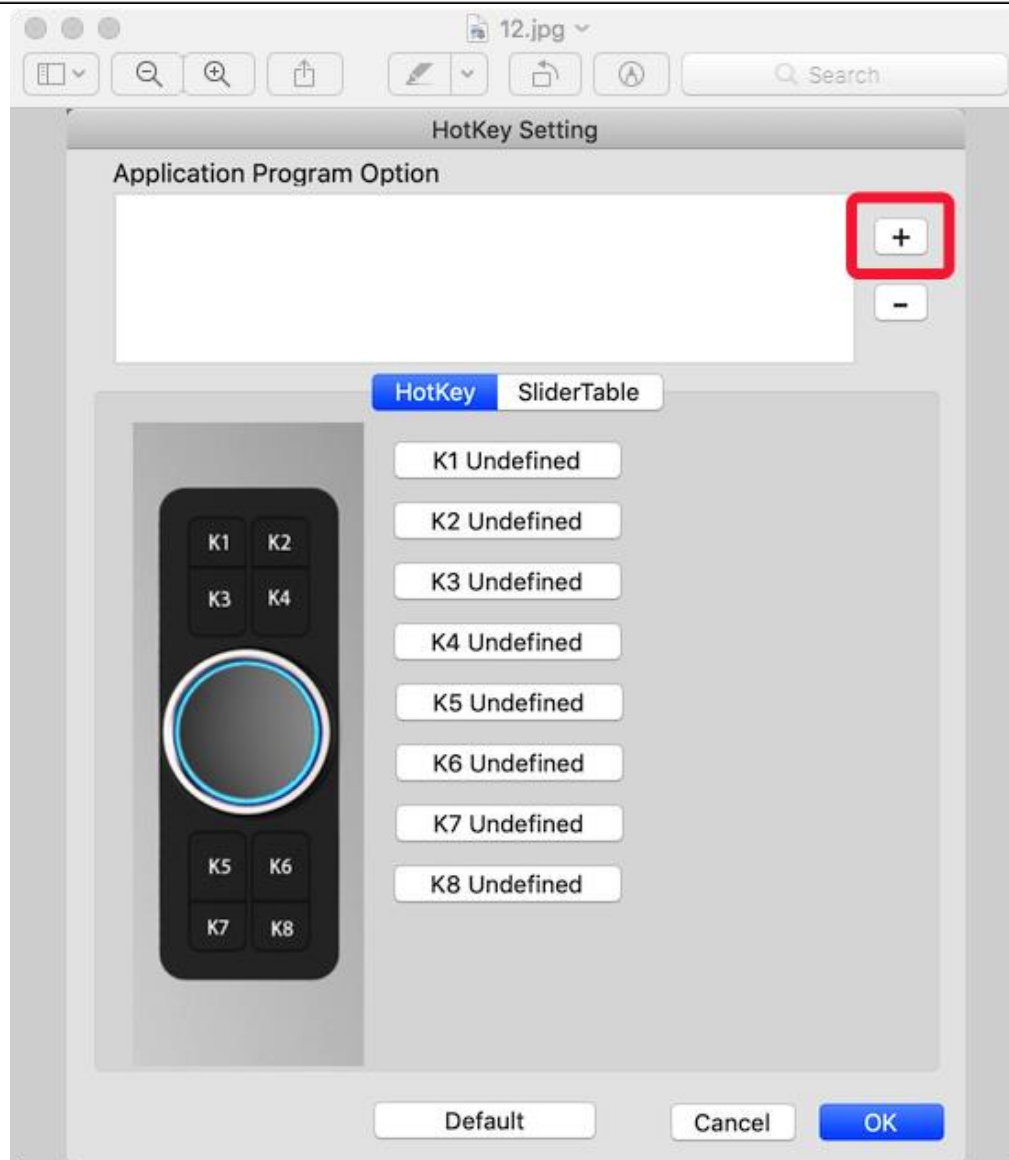 12.jpg
Search
HotKey Setting
Application Program Option
+
-
HotKey SliderTable
K1 Undefined
K2 Undefined
K3 Undefined
K4 Undefined
K5 Undefined
K6 Undefined
K7 Undefined
K8 Undefined
K1 K2
K3 K4
K5 K6
K7 K8
Default Cancel OK